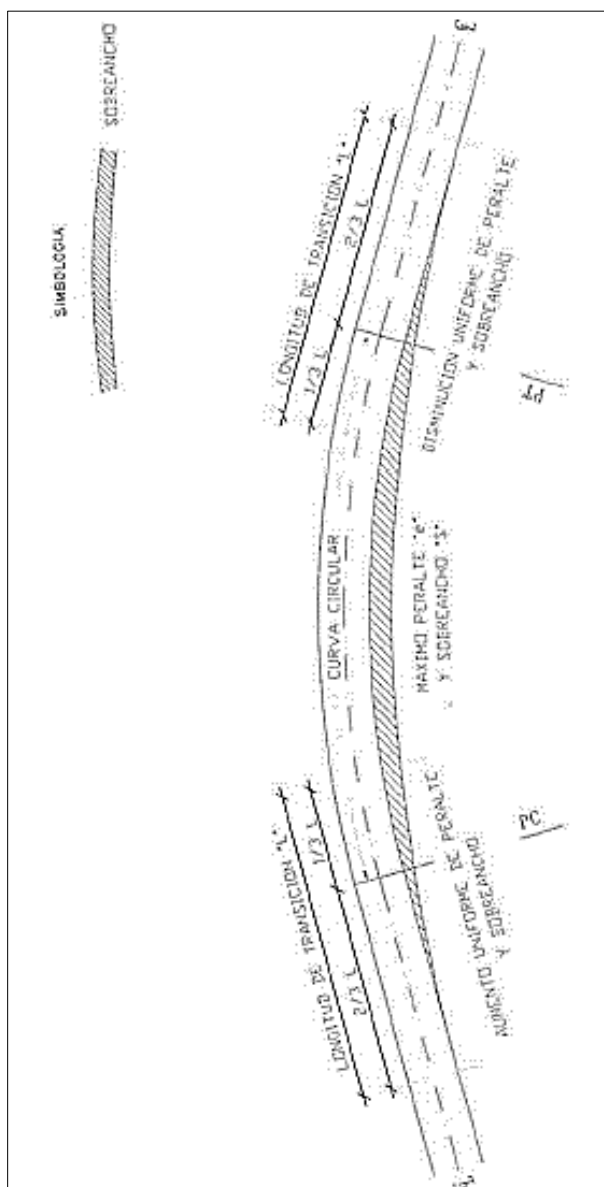 SIMBOLOGIA
SOBREANCHO
LONGITUD DE TRANSICION "L"
1/3 L
2/3 L
CURVA CIRCULAR
DISMINUCION UNIFORME DE PERALTE
Y SOBREANCHO
PT
MAXIMO PERALTE "e"
Y SOBREANCHO "S"
LONGITUD DE TRANSICION "L"
2/3 L
1/3 L
AUMENTO UNIFORME DE PERALTE
Y SOBREANCHO
PC